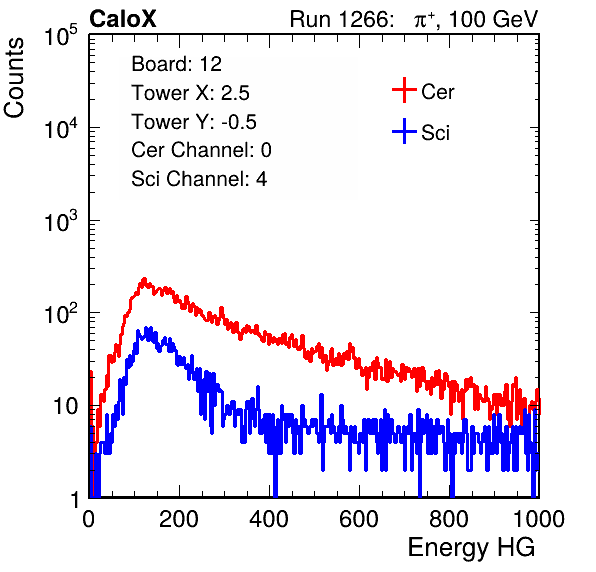 CaloX
Run 1266: π⁺, 100 GeV
Counts
Board: 12
Tower X: 2.5
Tower Y: -0.5
Cer Channel: 0
Sci Channel: 4
Cer
Sci
10⁵
10⁴
10³
10²
10
1
0 200 400 600 800 1000
Energy HG